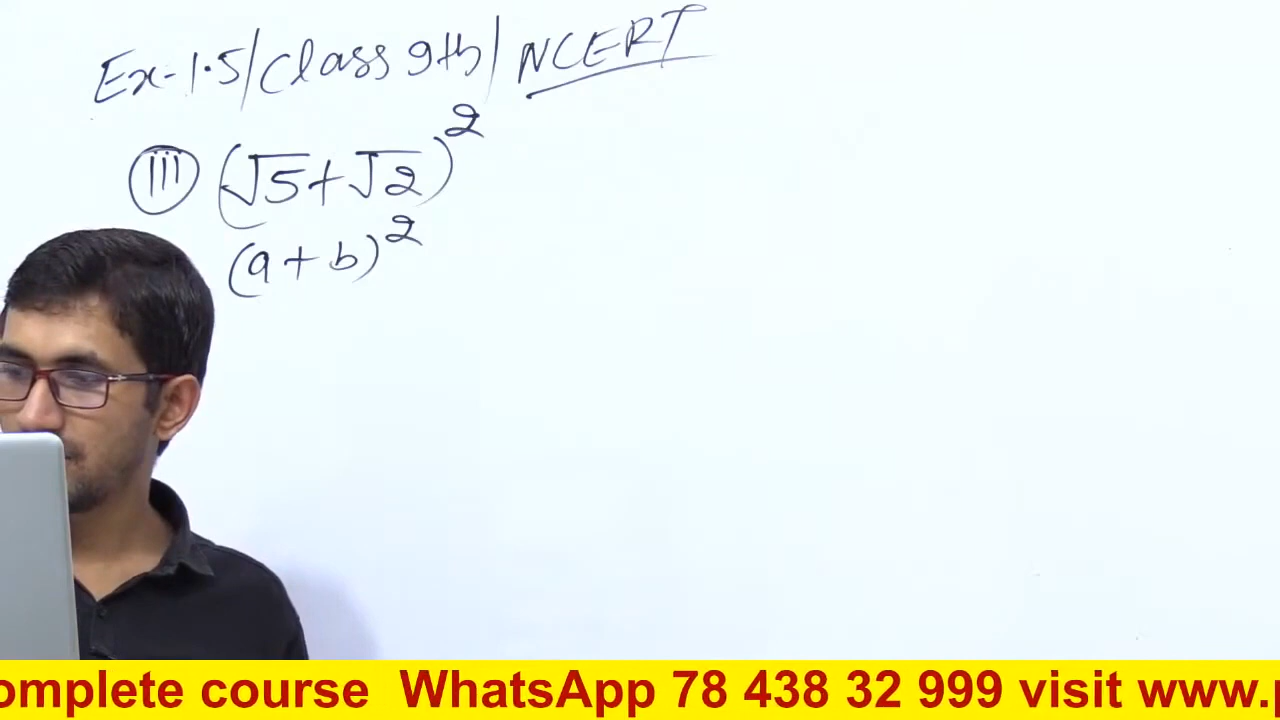 Ex-1.5/Class 9th/NCERT
(iii) (√5+√2)²
(a+b)²
omplete course WhatsApp 78 438 32 999 visit www.